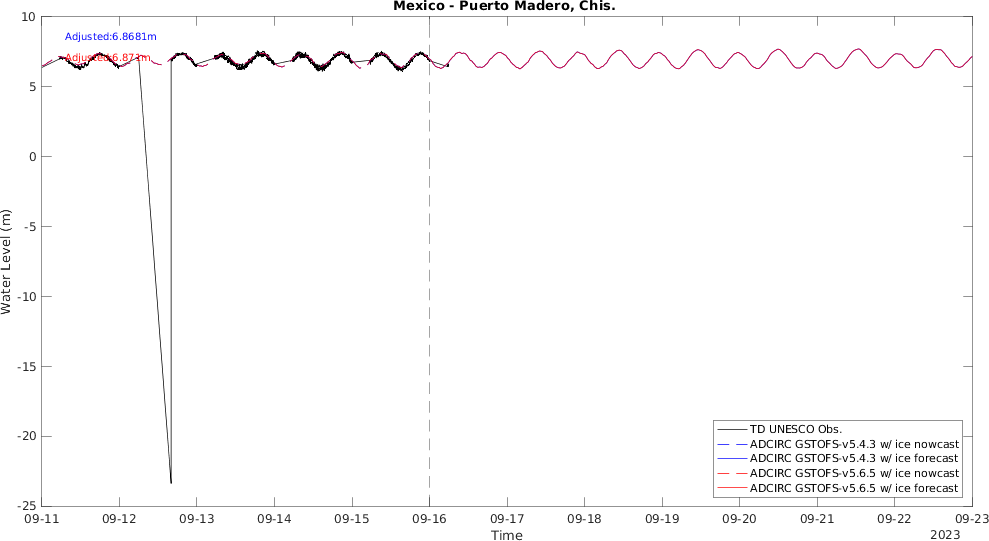 Mexico - Puerto Madero, Chis.
10
5
0
-5
-10
-15
-20
-25
Water Level (m)
Adjusted:6.8681m
Adjusted:6.871m
TD UNESCO Obs.
ADCIRC GSTOFS-v5.4.3 w/ ice nowcast
ADCIRC GSTOFS-v5.4.3 w/ ice forecast
ADCIRC GSTOFS-v5.6.5 w/ ice nowcast
ADCIRC GSTOFS-v5.6.5 w/ ice forecast
09-11 09-12 09-13 09-14 09-15 09-16 09-17 09-18 09-19 09-20 09-21 09-22 09-23
Time
2023